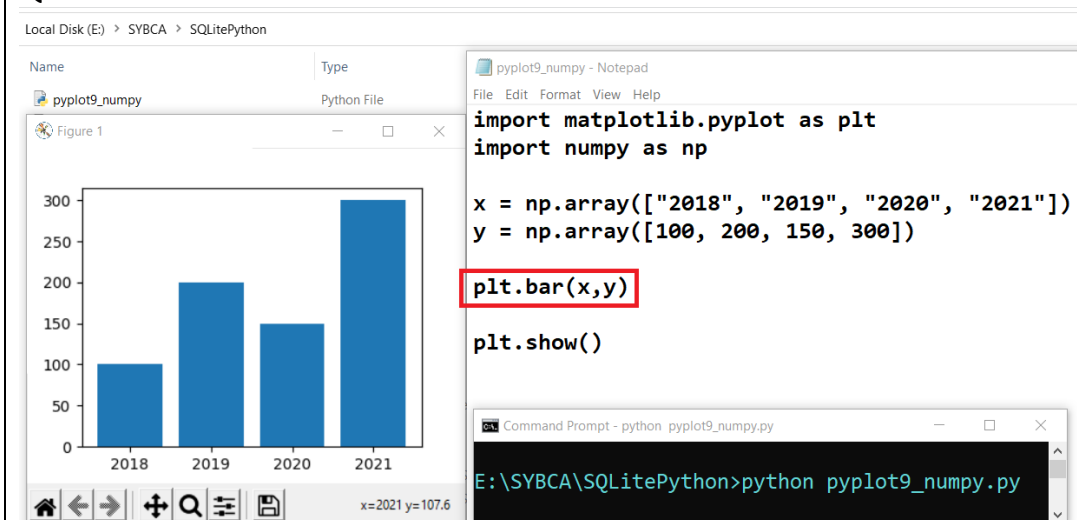 Local Disk (E:) > SYBCA > SQLitePython
Name Type
pyplot9_numpy Python File
Figure 1
300
250
200
150
100
50
0
2018 2019 2020 2021
x=2021 y=107.6
pyplot9_numpy - Notepad
File Edit Format View Help
import matplotlib.pyplot as plt
import numpy as np
x = np.array(["2018", "2019", "2020", "2021"])
y = np.array([100, 200, 150, 300])
plt.bar(x,y)
plt.show()
Command Prompt - python pyplot9_numpy.py
E:\SYBCA\SQLitePython>python pyplot9_numpy.py